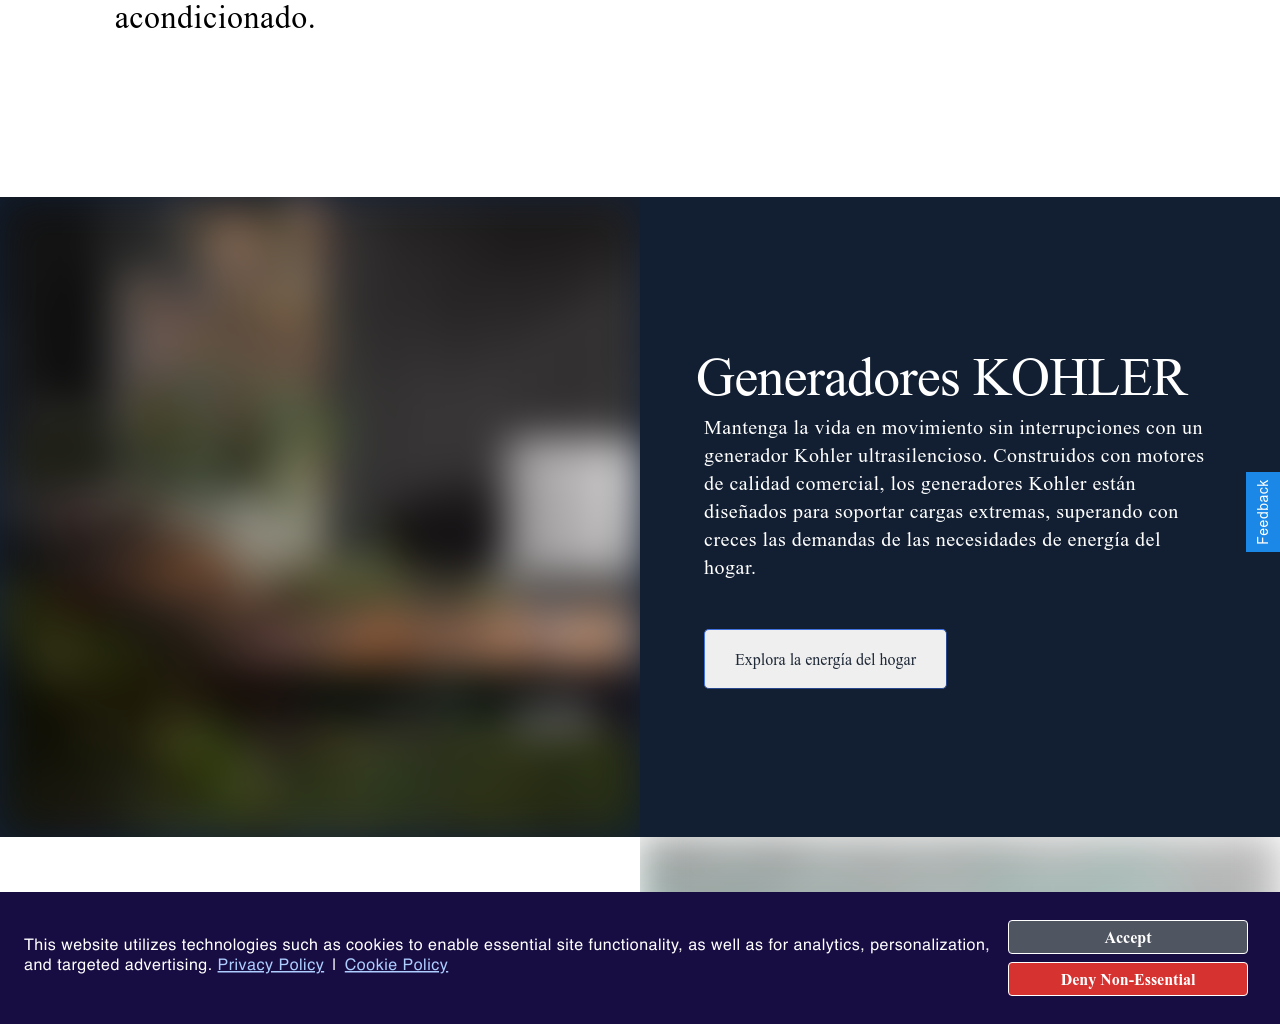 acondicionado.
Generadores KOHLER
Mantenga la vida en movimiento sin interrupciones con un
generador Kohler ultrasilencioso. Construidos con motores
de calidad comercial, los generadores Kohler están
diseñados para soportar cargas extremas, superando con
creces las demandas de las necesidades de energía del
hogar.
Feedback
Explora la energía del hogar
This website utilizes technologies such as cookies to enable essential site functionality, as well as for analytics, personalization,
and targeted advertising. Privacy Policy | Cookie Policy
Accept
Deny Non-Essential